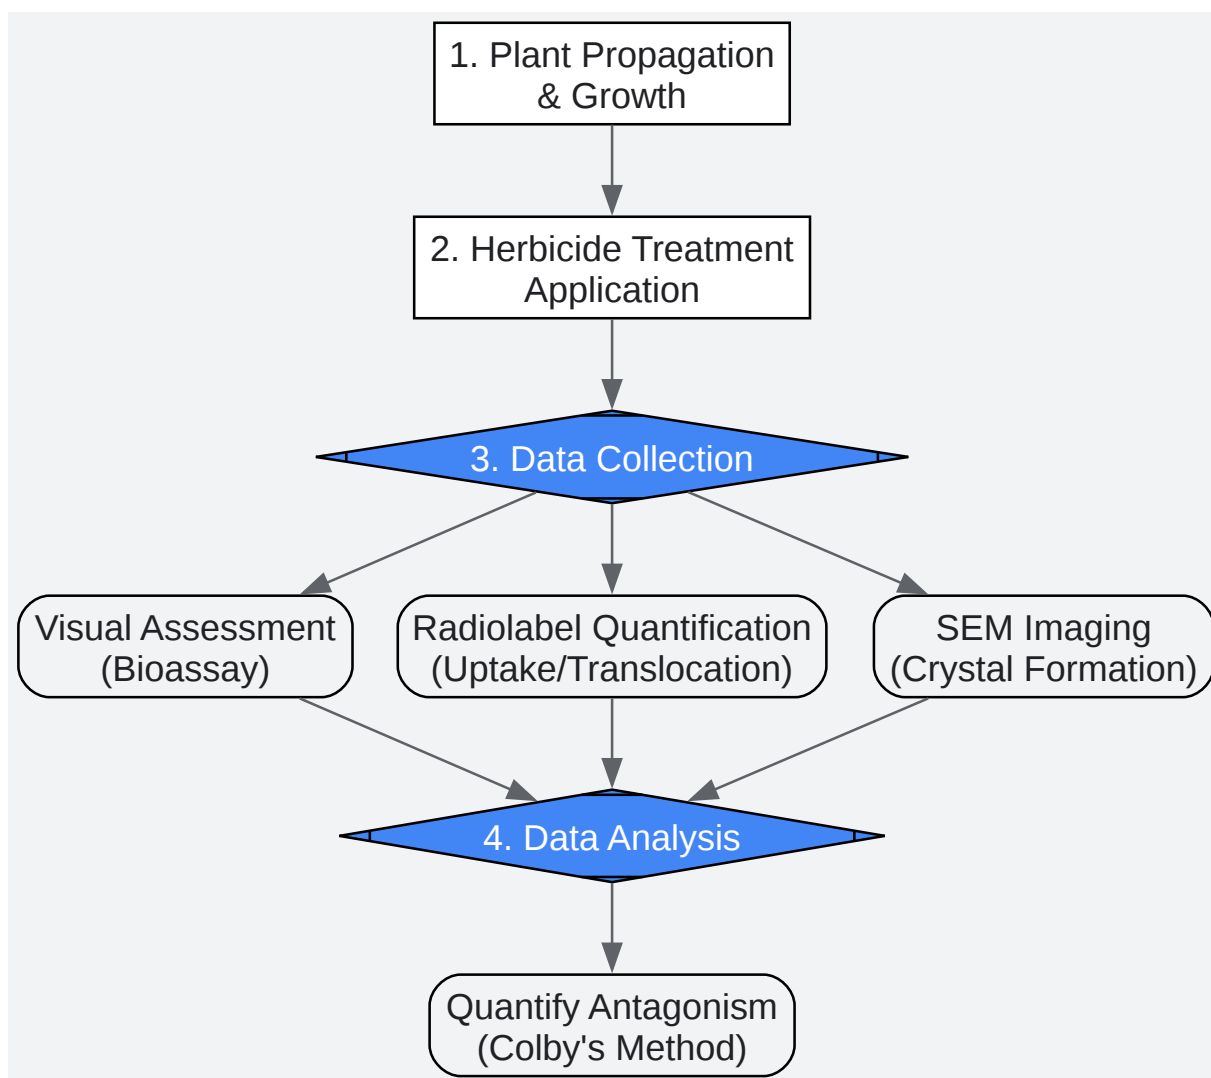 1. Plant Propagation
& Growth
2. Herbicide Treatment
Application
3. Data Collection
Visual Assessment
(Bioassay)
Radiolabel Quantification
(Uptake/Translocation)
SEM Imaging
(Crystal Formation)
4. Data Analysis
Quantify Antagonism
(Colby's Method)